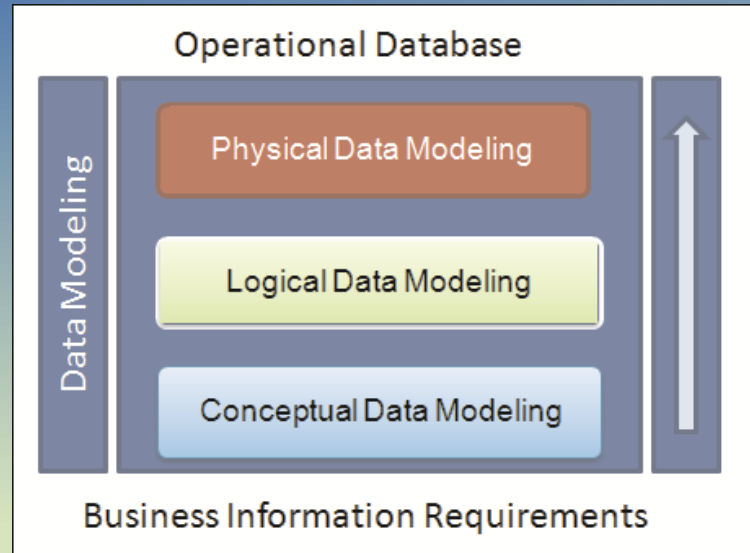 Operational Database
Data Modeling
Physical Data Modeling
Logical Data Modeling
Conceptual Data Modeling
Business Information Requirements